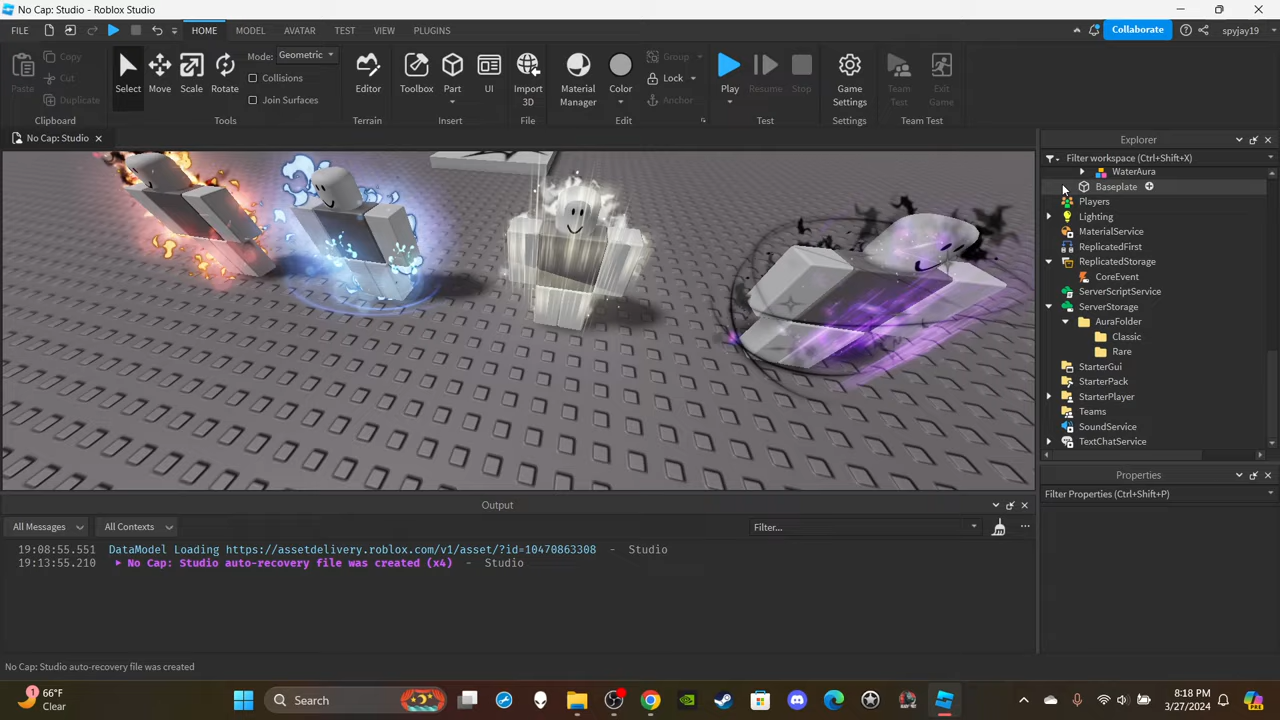 No Cap: Studio - Roblox Studio
FILE HOME MODEL AVATAR TEST VIEW PLUGINS Collaborate spyjay19
Paste Copy Cut Duplicate Clipboard
Select Move Scale Rotate Mode: Geometric Collisions Join Surfaces Tools
Editor Terrain
Toolbox Part UI Insert
Import 3D File
Material Manager Color Group Lock Anchor Edit
Play Resume Stop Test
Game Settings Settings
Team Test Exit Game Team Test
No Cap: Studio
Explorer
Filter workspace (Ctrl+Shift+X)
WaterAura
Baseplate
Players
Lighting
MaterialService
ReplicatedFirst
ReplicatedStorage
CoreEvent
ServerScriptService
ServerStorage
AuraFolder
Classic
Rare
StarterGui
StarterPack
StarterPlayer
Teams
SoundService
TextChatService
Properties
Filter Properties (Ctrl+Shift+P)
Output
All Messages All Contexts Filter...
19:08:55.551 DataModel Loading https://assetdelivery.roblox.com/v1/asset/?id=10470863308 - Studio
19:13:55.210 No Cap: Studio auto-recovery file was created (x4) - Studio
No Cap: Studio auto-recovery file was created
1 66°F
Clear
Search
8:18 PM
3/27/2024